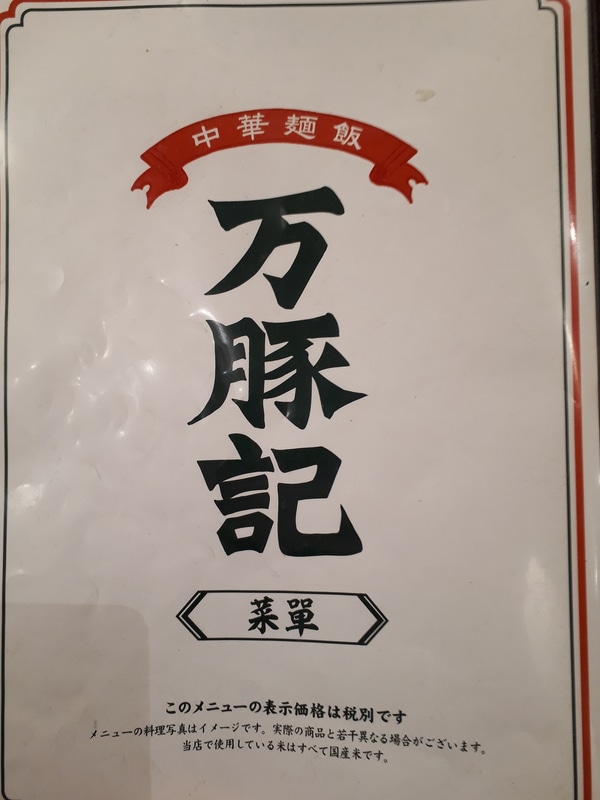 中華麺飯
万豚記
菜單
このメニューの表示価格は税別です
メニューの料理写真はイメージです。実際の商品と若干異なる場合がございます。
当店で使用している米はすべて国産米です。